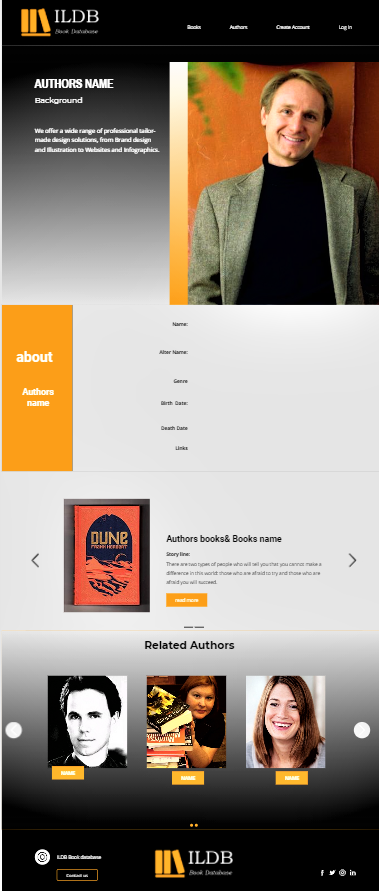 ILDB
Book Database
Books Authors Create Account Log In
AUTHORS NAME
Background
We offer a wide range of professional tailor-
made design solutions, from Brand design
and Illustration to Websites and Infographics.
about
Authors
name
Name:
Alter Name:
Genre
Birth Date:
Death Date
Links
DUNE
FRANK HERBERT
Authors books& Books name
Story line:
There are two types of people who will tell you that you cannot make a
difference in this world: those who are afraid to try and those who are
afraid you will succeed.
read more
Related Authors
NAME NAME NAME
ILDB Book database
Contact us
ILDB
Book Database